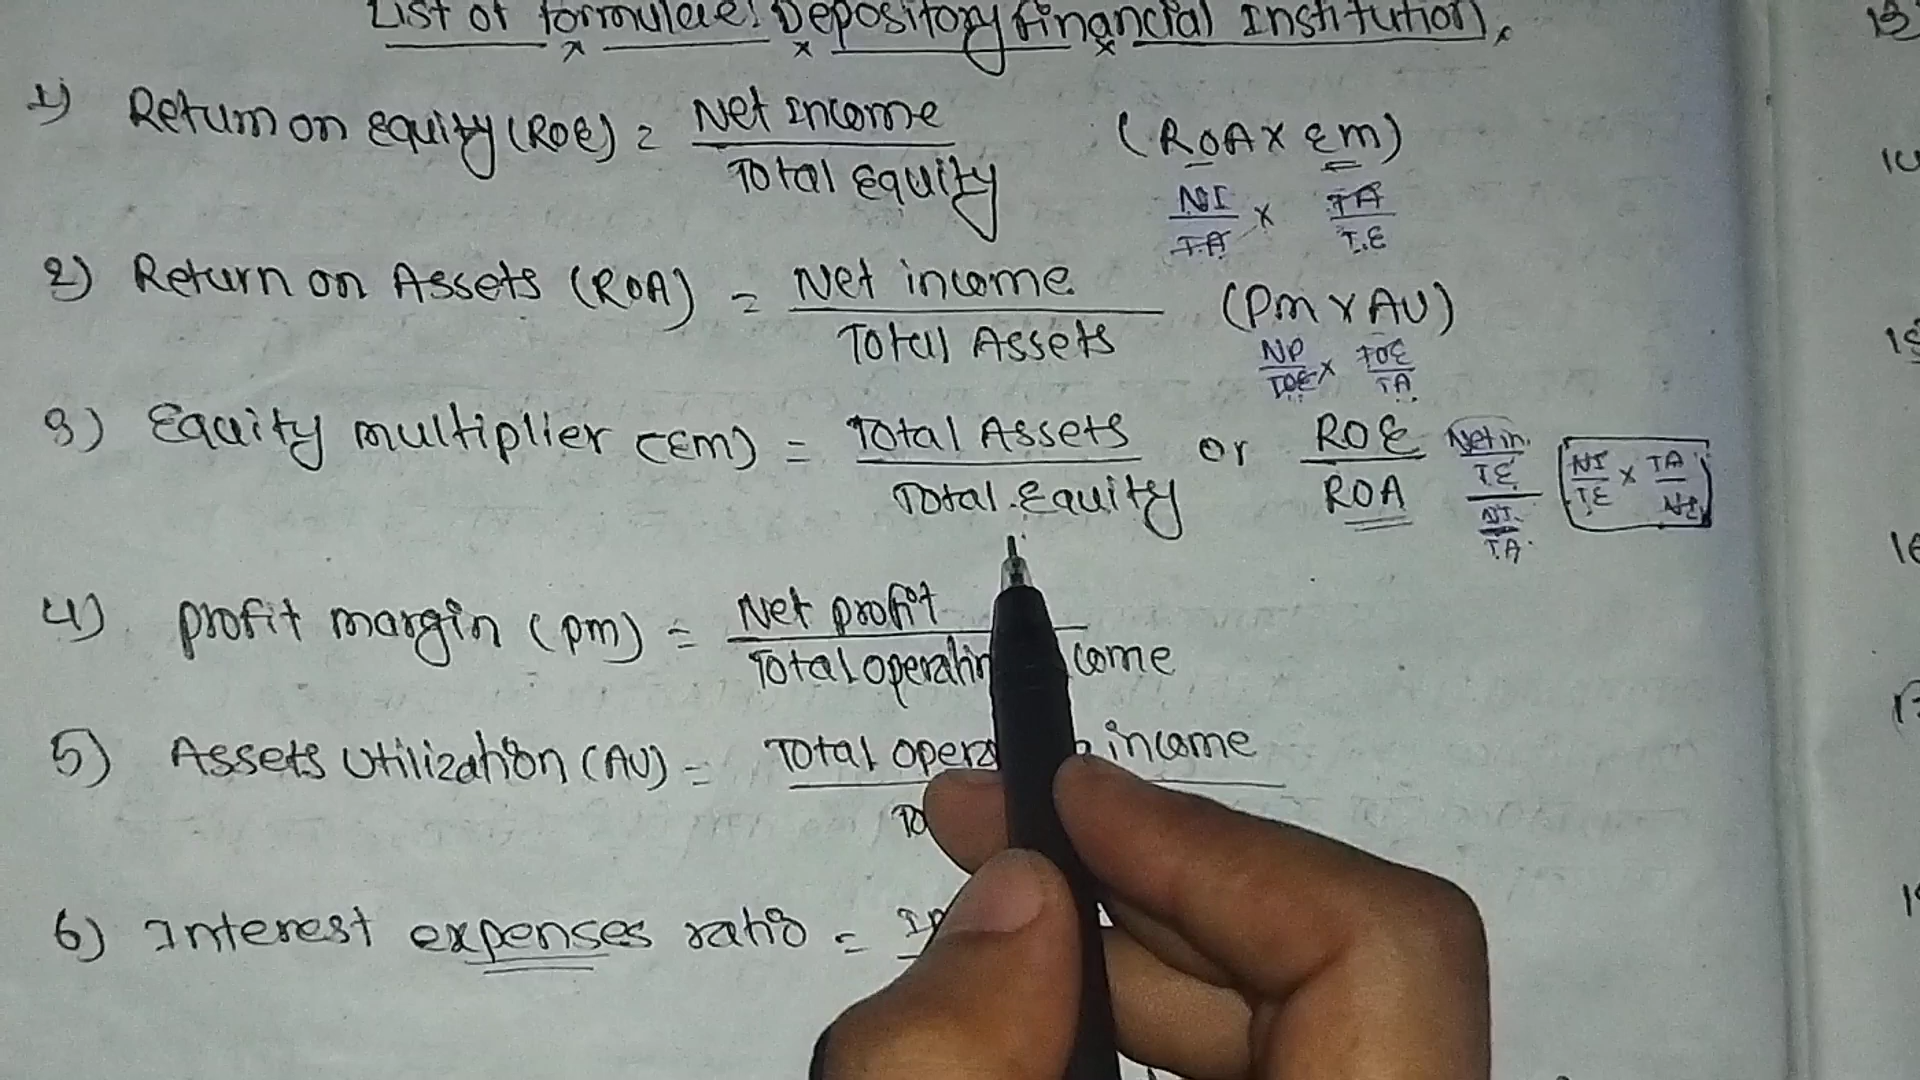 List of formulae: Depository financial Institution.
1) Return on equity (ROE) = Net Income / Total Equity (ROA x EM)
NI / TA x TA / T.E
2) Return on Assets (ROA) = Net income / Total Assets (PM x AU)
NP / TOE x TOE / TA
3) Equity multiplier (EM) = Total Assets / Total Equity or ROE / ROA Net in. / T.E / NI. / T.A. NI / TE x TA / NI
4) Profit margin (PM) = Net profit / Total operatin come
5) Assets Utilization (AU) = Total opera income / To
6) Interest expenses ratio = In